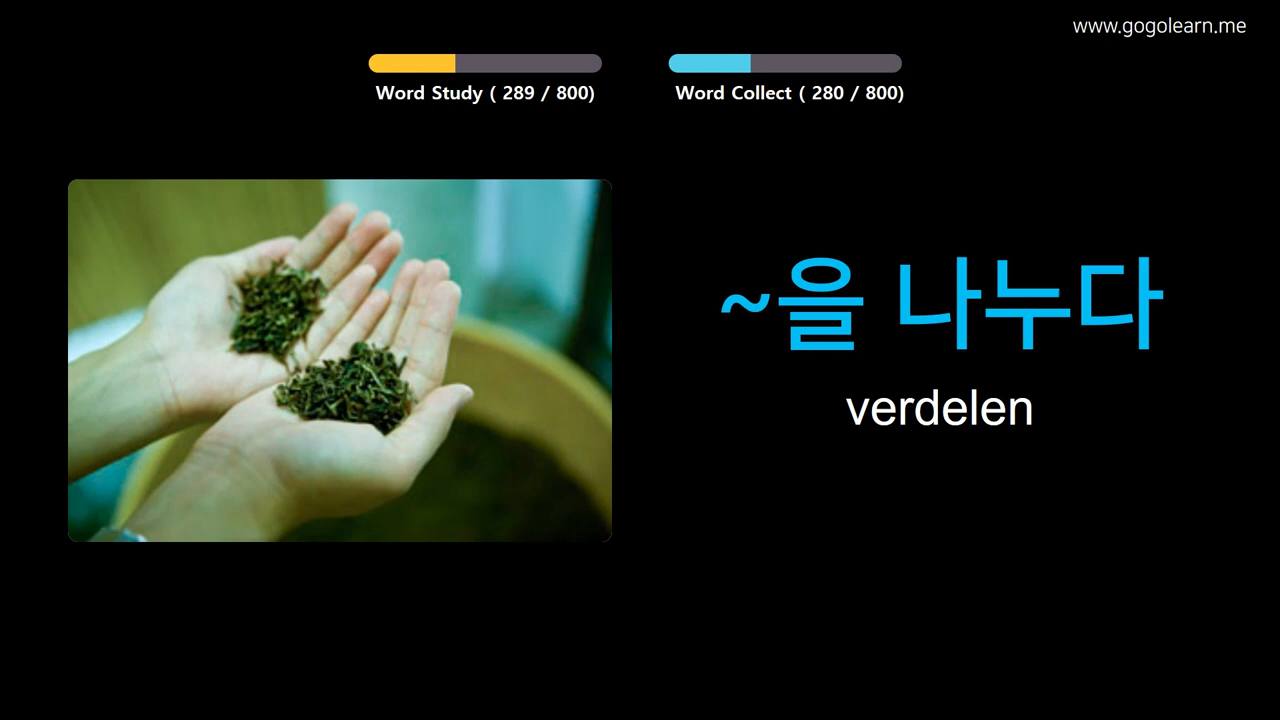 www.gogolearn.me
Word Study ( 289 / 800)
Word Collect ( 280 / 800)
~을 나누다
verdelen